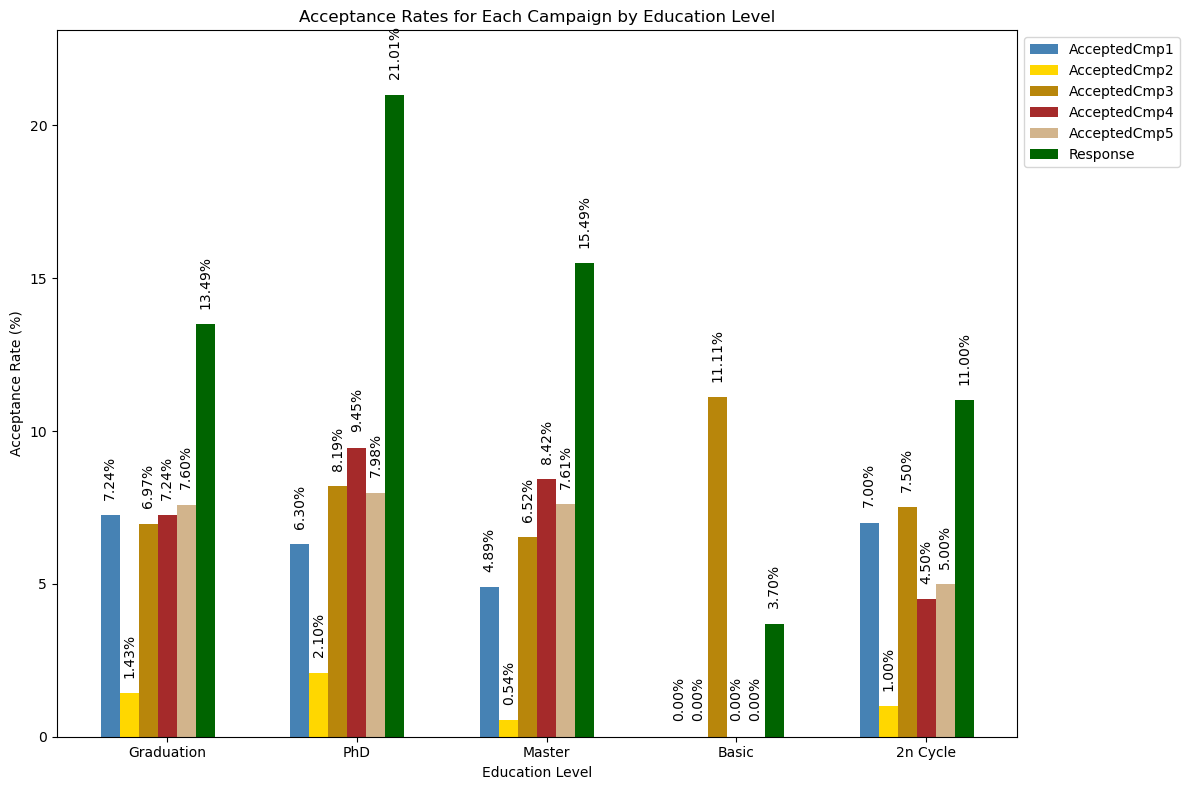 Acceptance Rates for Each Campaign by Education Level
AcceptedCmp1
AcceptedCmp2
AcceptedCmp3
AcceptedCmp4
AcceptedCmp5
Response
Acceptance Rate (%)
20
15
10
5
0
7.24%
1.43%
6.97%
7.24%
7.60%
13.49%
6.30%
2.10%
8.19%
9.45%
7.98%
21.01%
4.89%
0.54%
6.52%
8.42%
7.61%
15.49%
0.00%
0.00%
11.11%
0.00%
0.00%
3.70%
7.00%
1.00%
7.50%
4.50%
5.00%
11.00%
Graduation
PhD
Master
Basic
2n Cycle
Education Level